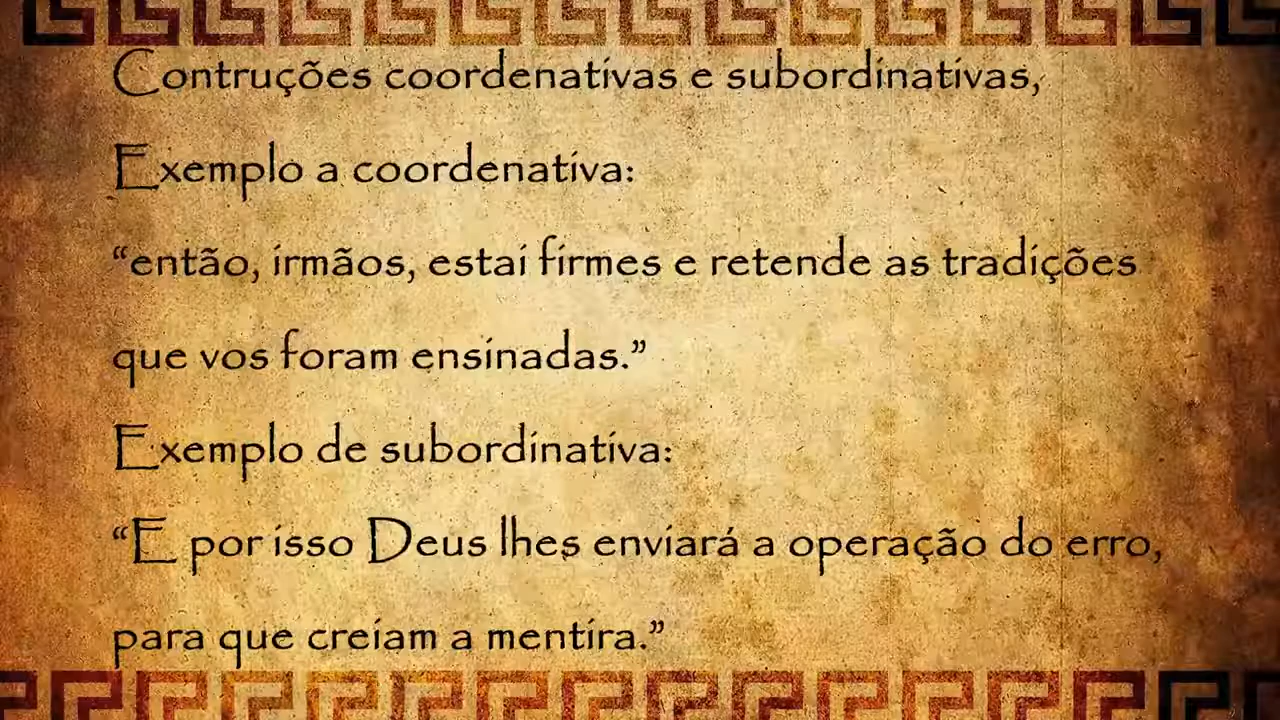 Contruções coordenativas e subordinativas,
Exemplo a coordenativa:
“então, irmãos, estai firmes e retende as tradições
que vos foram ensinadas.”
Exemplo de subordinativa:
“E por isso Deus lhes enviará a operação do erro,
para que creiam a mentira.”